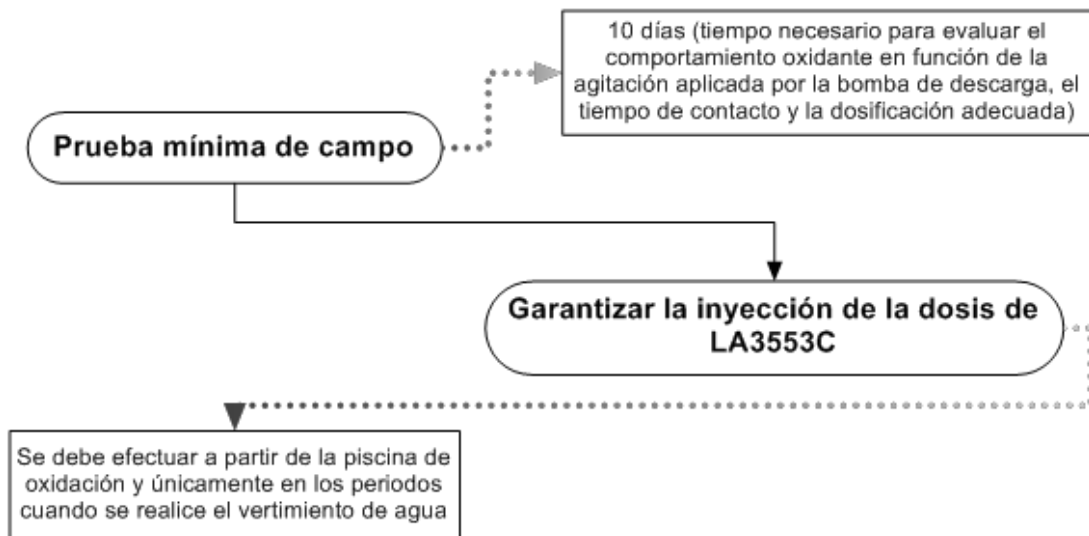 10 días (tiempo necesario para evaluar el
comportamiento oxidante en función de la
agitación aplicada por la bomba de descarga, el
tiempo de contacto y la dosificación adecuada)
Prueba mínima de campo
Garantizar la inyección de la dosis de
LA3553C
Se debe efectuar a partir de la piscina de
oxidación y únicamente en los periodos
cuando se realice el vertimiento de agua